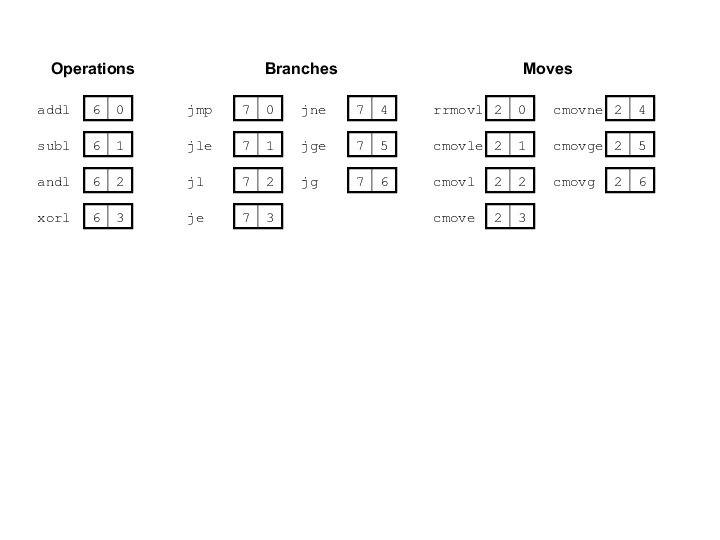 Operations Branches Moves
addl 6 0 jmp 7 0 jne 7 4 rrmovl 2 0 cmovne 2 4
subl 6 1 jle 7 1 jge 7 5 cmovle 2 1 cmovge 2 5
andl 6 2 jl 7 2 jg 7 6 cmovl 2 2 cmovg 2 6
xorl 6 3 je 7 3 cmove 2 3